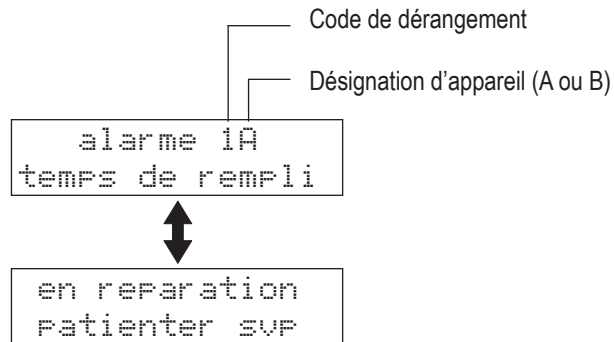 Code de dérangement
Désignation d'appareil (A ou B)
alarme 1A
temps de rempli
en reparation
patienter svp